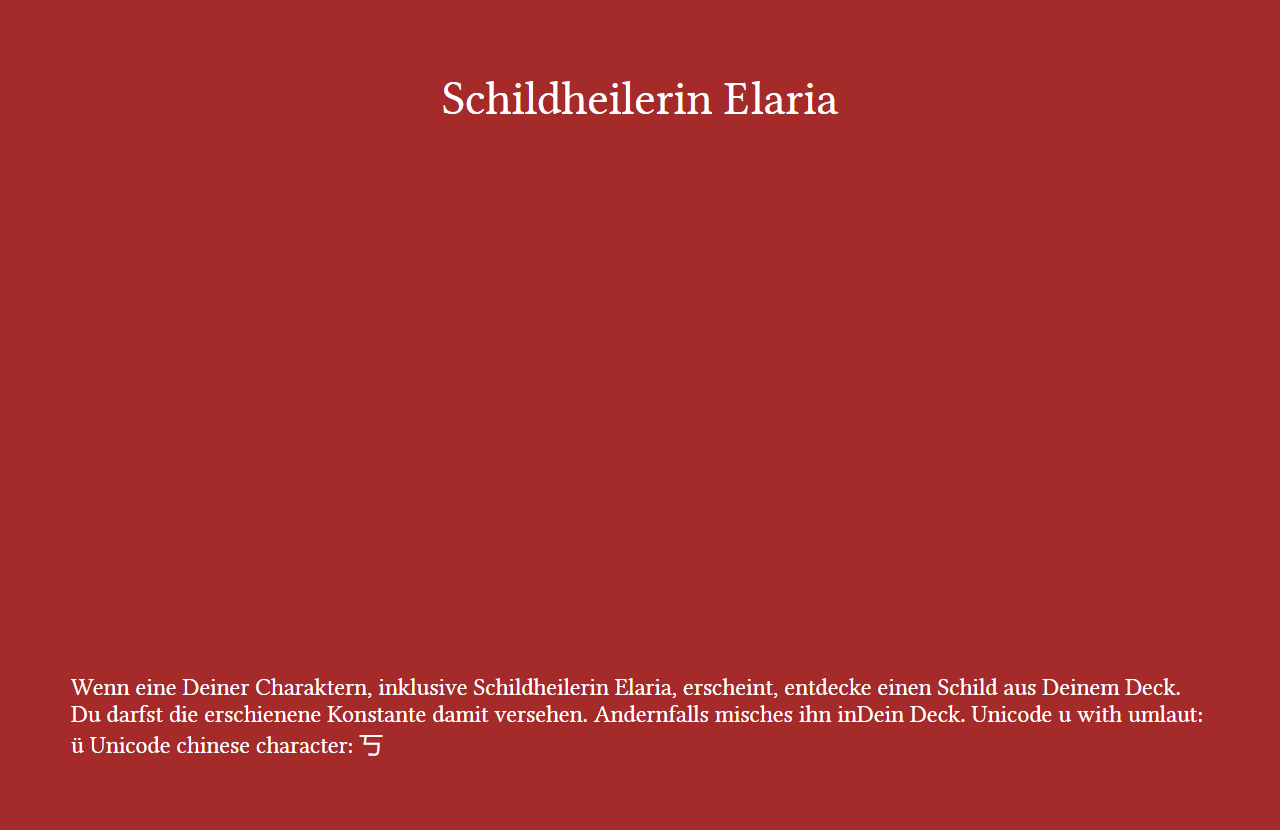 Schildheilerin Elaria
Wenn eine Deiner Charaktern, inklusive Schildheilerin Elaria, erscheint, entdecke einen Schild aus Deinem Deck.
Du darfst die erschienene Konstante damit versehen. Andernfalls misches ihn inDein Deck. Unicode u with umlaut:
ü Unicode chinese character: 丂